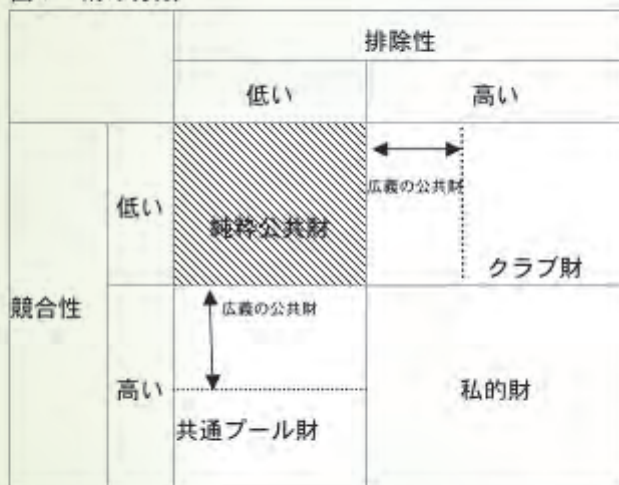 排除性
低い
高い
競合性
低い
純粋公共財
広義の公共財
クラブ財
高い
広義の公共財
共通プール財
私的財